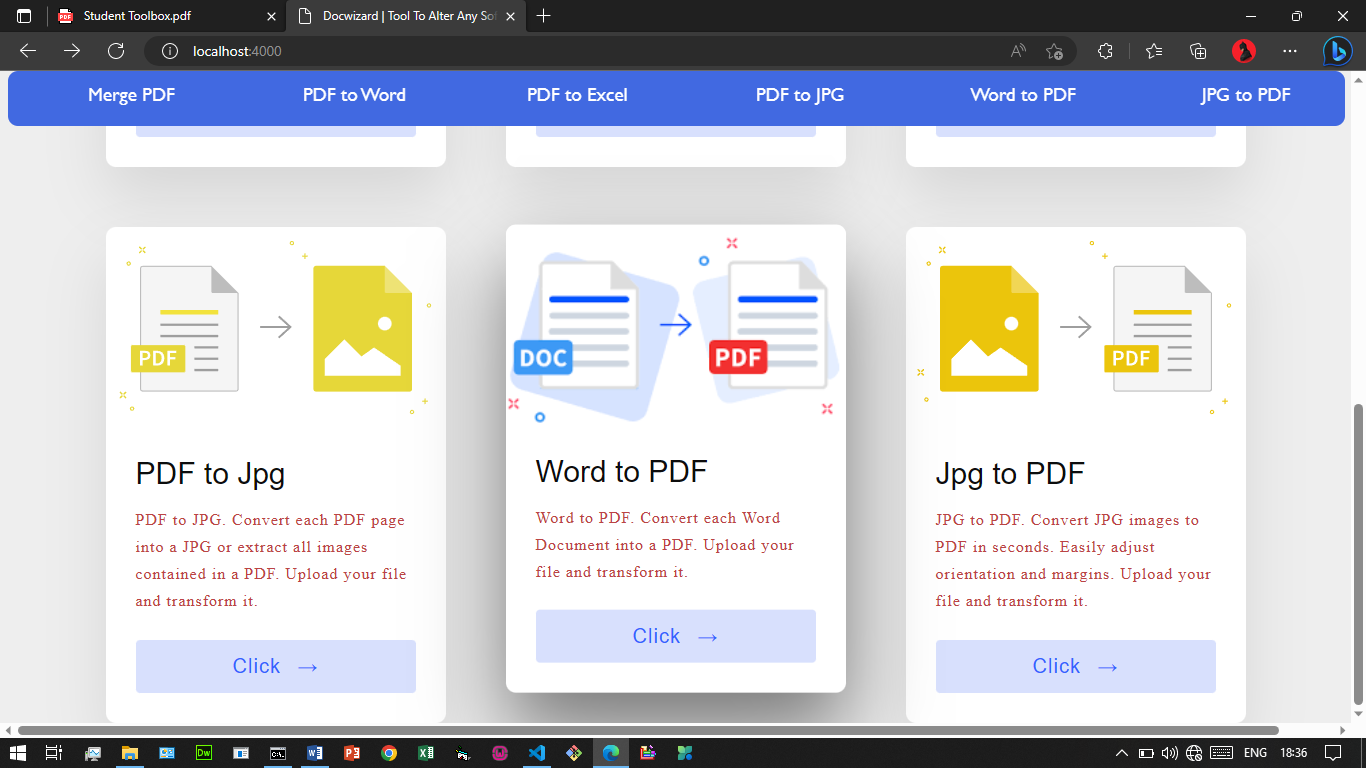 Student Toolbox.pdf
Docwizard | Tool To Alter Any So
localhost:4000
Merge PDF
PDF to Word
PDF to Excel
PDF to JPG
Word to PDF
JPG to PDF
PDF
DOC
PDF
PDF
PDF to Jpg
PDF to JPG. Convert each PDF page
into a JPG or extract all images
contained in a PDF. Upload your file
and transform it.
Click →
Word to PDF
Word to PDF. Convert each Word
Document into a PDF. Upload your
file and transform it.
Click →
Jpg to PDF
JPG to PDF. Convert JPG images to
PDF in seconds. Easily adjust
orientation and margins. Upload your
file and transform it.
Click →
ENG
18:36